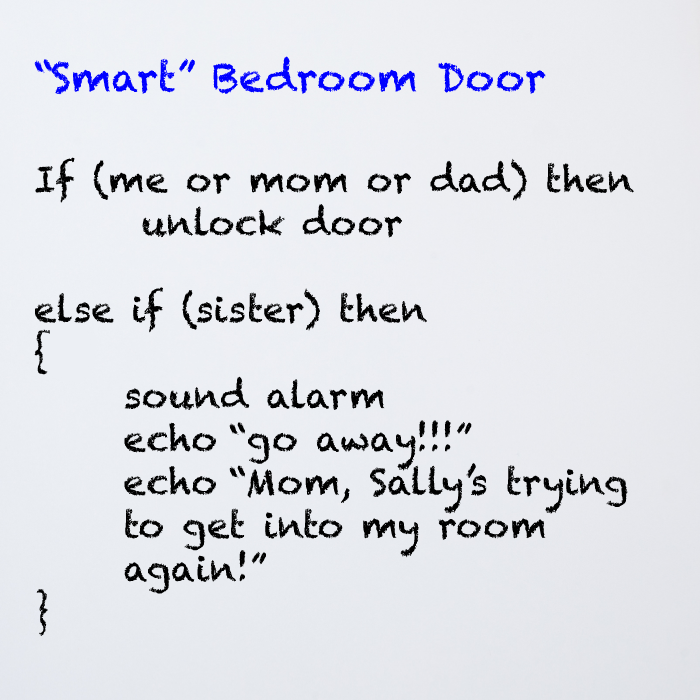 “Smart” Bedroom Door
If (me or mom or dad) then
unlock door
else if (sister) then
{
sound alarm
echo “go away!!!”
echo “Mom, Sally’s trying
to get into my room
again!”
}